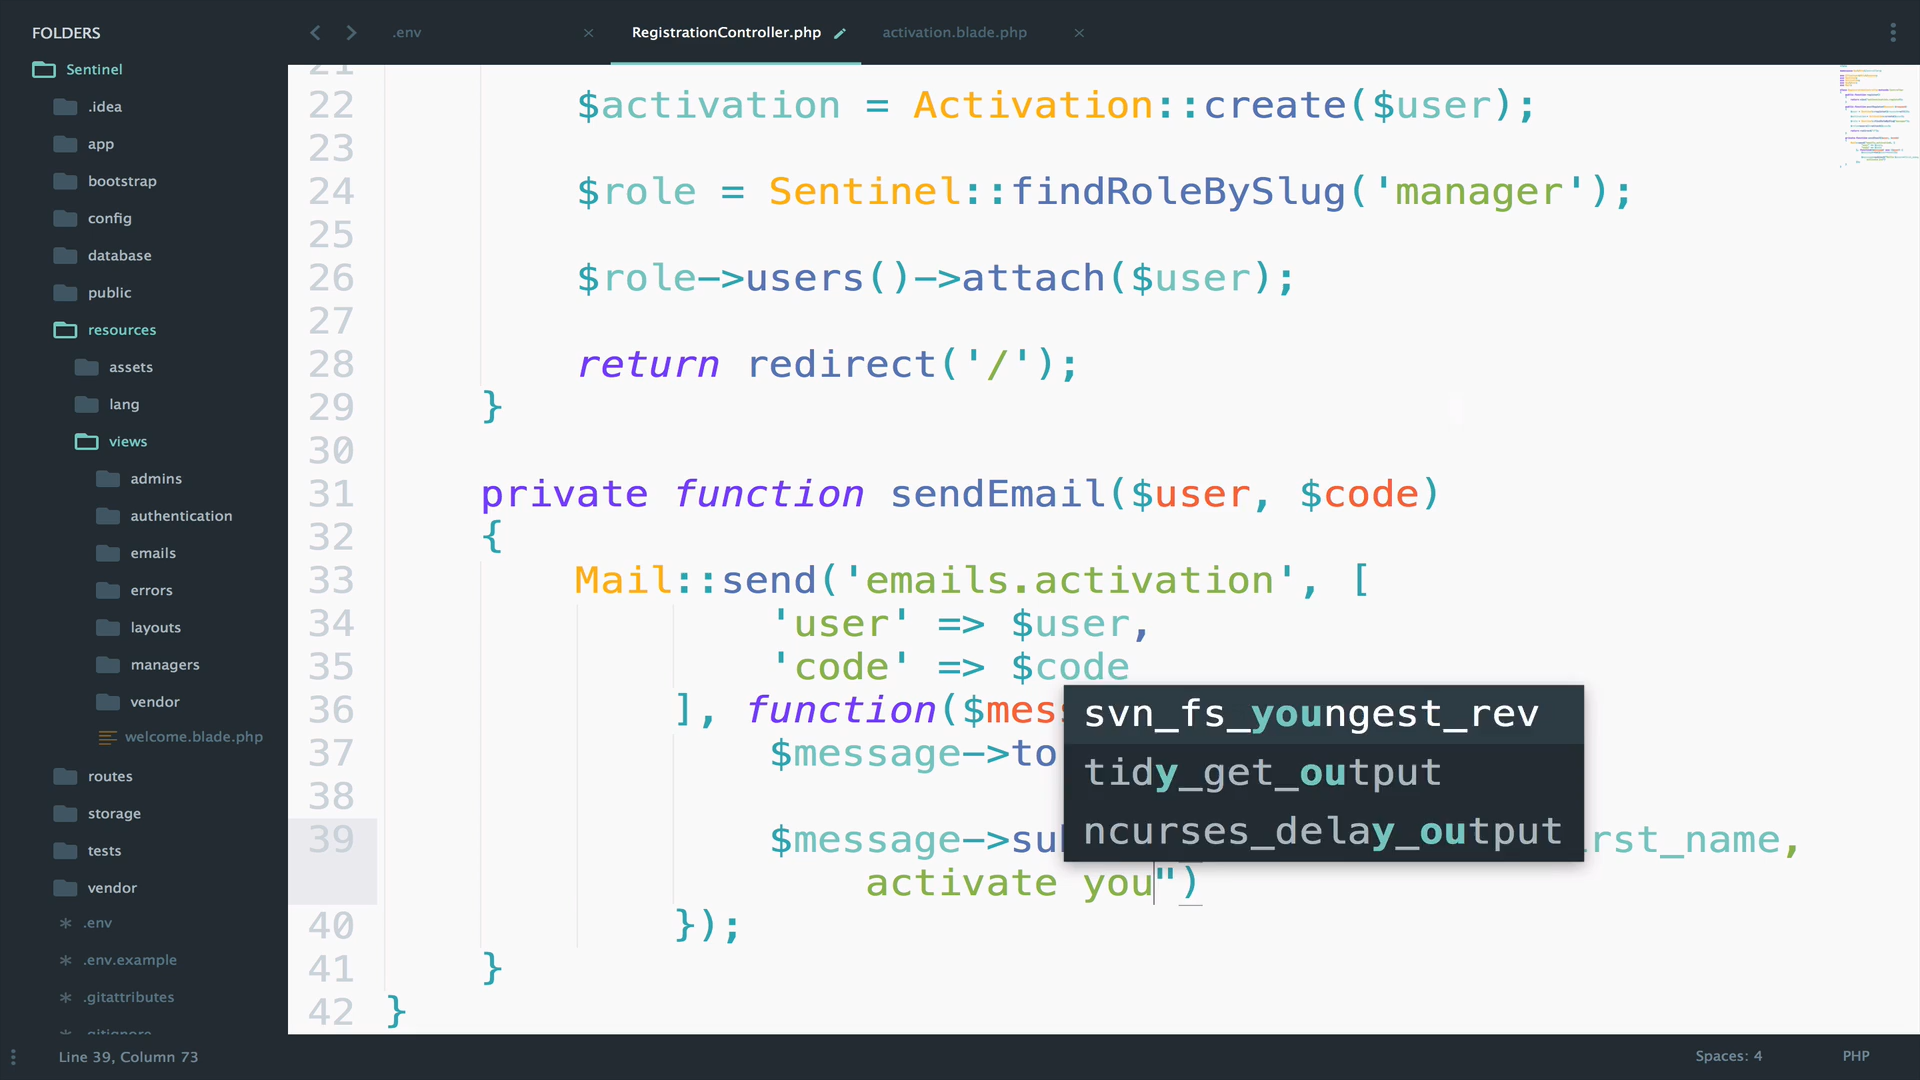 FOLDERS
Sentinel
.idea
app
bootstrap
config
database
public
resources
assets
lang
views
admins
authentication
emails
errors
layouts
managers
vendor
welcome.blade.php
routes
storage
tests
vendor
.env
.env.example
.gitattributes
.gitignore
.env
RegistrationController.php
activation.blade.php
21
22 $activation = Activation::create($user);
23
24 $role = Sentinel::findRoleBySlug('manager');
25
26 $role->users()->attach($user);
27
28 return redirect('/');
29 }
30
31 private function sendEmail($user, $code)
32 {
33 Mail::send('emails.activation', [
34 'user' => $user,
35 'code' => $code
36 ], function($mess
37 $message->to
38
39 $message->su rst_name,
activate you")
40 });
41 }
42 }
svn_fs_youngest_rev
tidy_get_output
ncurses_delay_output
Line 39, Column 73
Spaces: 4
PHP